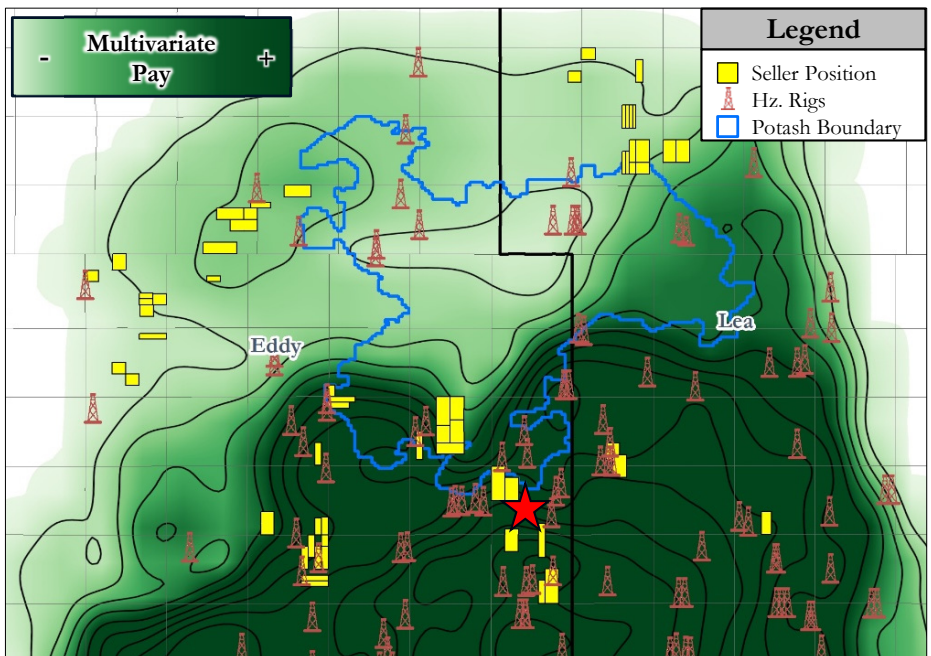 Multivariate
- Pay +
Legend
Seller Position
Hz. Rigs
Potash Boundary
Lea
Eddy